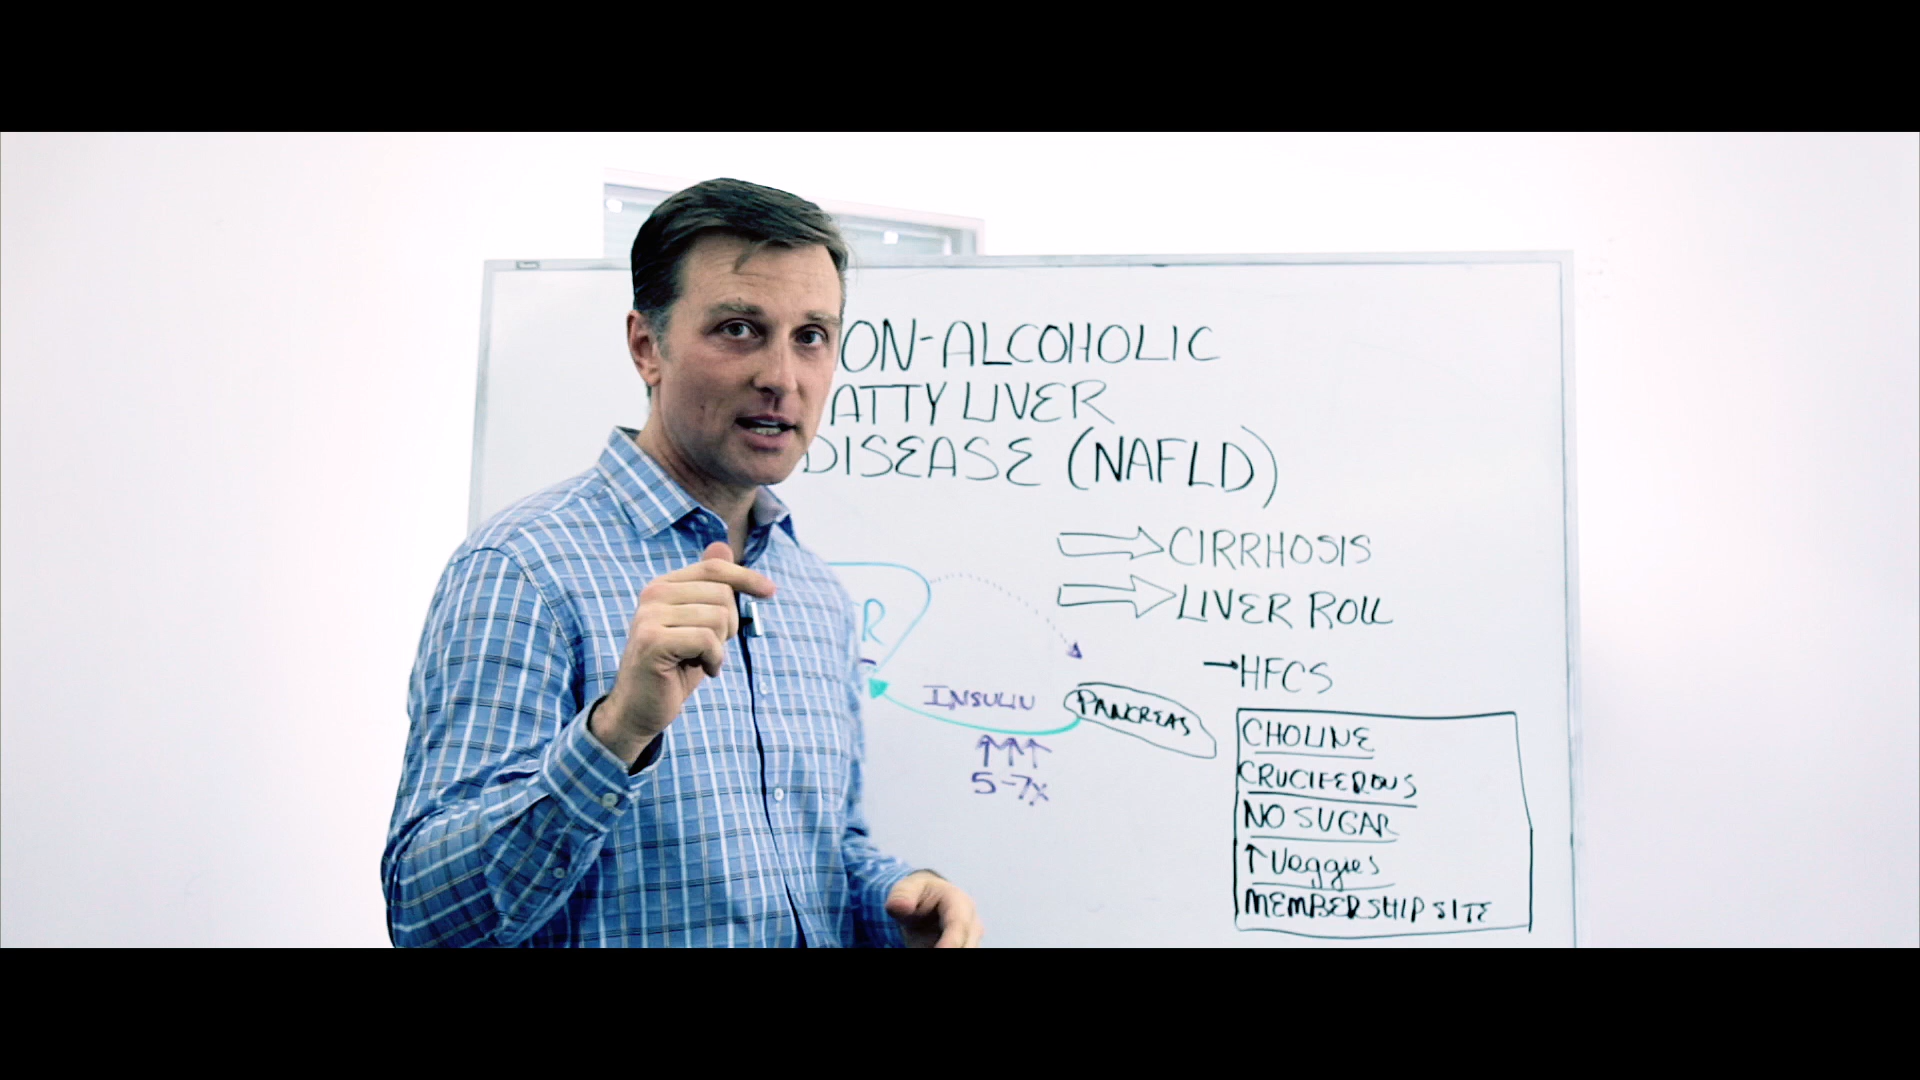 ON-ALCOHOLIC
ATTY LIVER
DISEASE (NAFLD)
CIRRHOSIS
LIVER ROLL
HFCS
R
INSULIN
PANCREAS
5-7X
CHOLINE
CRUCIFEROUS
NO SUGAR
↑Veggies
MEMBERSHIP SITE